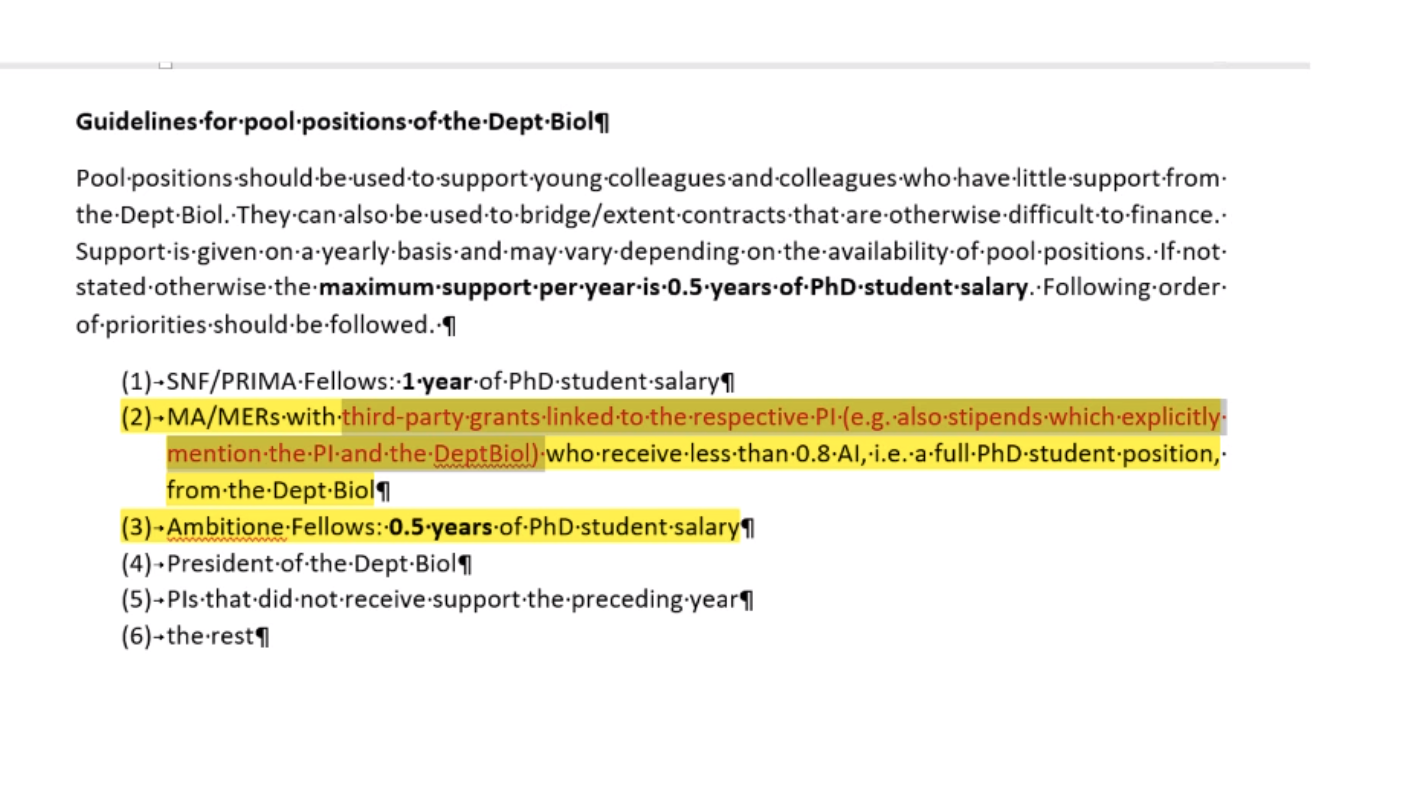 Guidelines for pool positions of the Dept Biol¶
Pool positions should be used to support young colleagues and colleagues who have little support from
the Dept Biol. They can also be used to bridge/extent contracts that are otherwise difficult to finance.
Support is given on a yearly basis and may vary depending on the availability of pool positions. If not
stated otherwise the maximum support per year is 0.5 years of PhD student salary. Following order
of priorities should be followed. ¶
(1)→SNF/PRIMA Fellows: 1 year of PhD student salary¶
(2)→MA/MERs with third-party grants linked to the respective PI (e.g. also stipends which explicitly
mention the PI and the DeptBiol) who receive less than 0.8 AI, i.e. a full PhD student position,
from the Dept Biol¶
(3)→Ambitione Fellows: 0.5 years of PhD student salary¶
(4)→President of the Dept Biol¶
(5)→PIs that did not receive support the preceding year¶
(6)→the rest¶